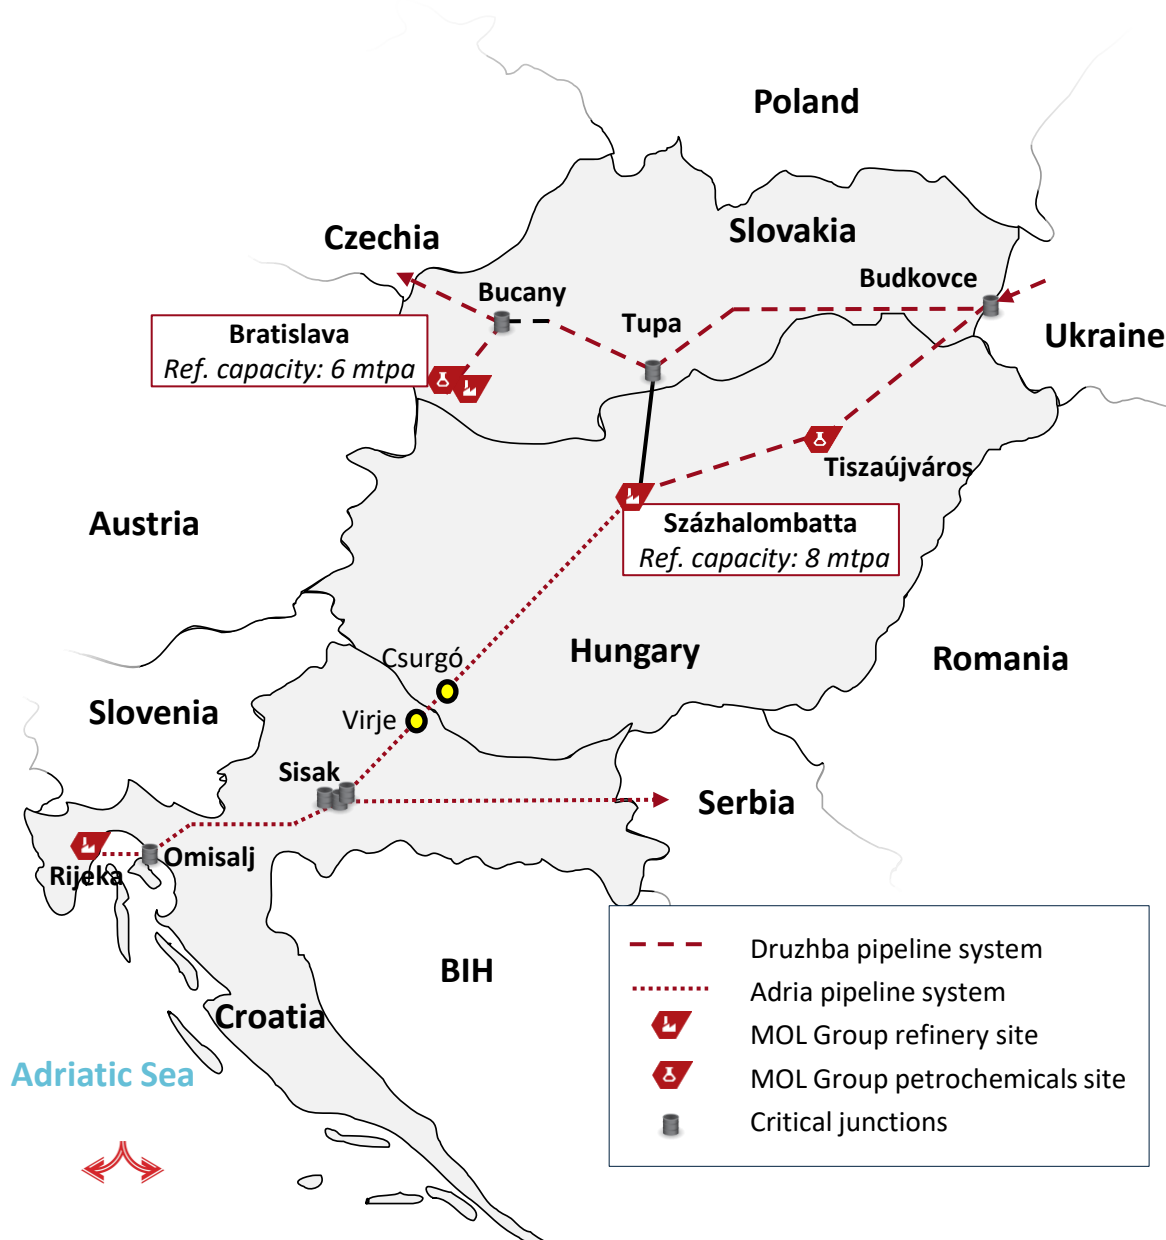 Poland
Slovakia
Czechia
Budkovce
Bucany
Tupa
Ukraine
Bratislava
Ref. capacity: 6 mtpa
Tiszaújváros
Austria
Százhalombatta
Ref. capacity: 8 mtpa
Hungary
Romania
Csurgó
Slovenia
Virje
Sisak
Serbia
Omisalj
Rijeka
BIH
Croatia
Adriatic Sea
Druzhba pipeline system
Adria pipeline system
MOL Group refinery site
MOL Group petrochemicals site
Critical junctions